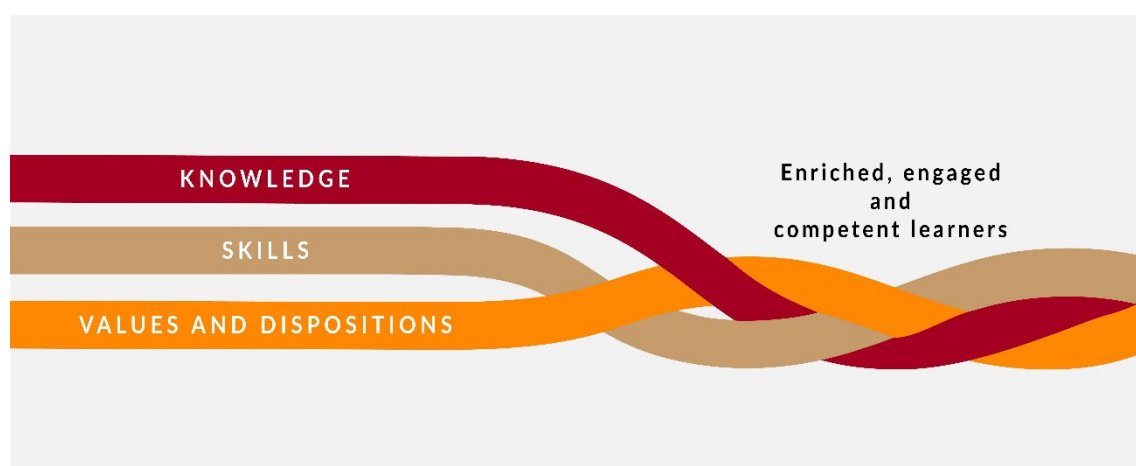 KNOWLEDGE
SKILLS
VALUES AND DISPOSITIONS
Enriched, engaged
and
competent learners